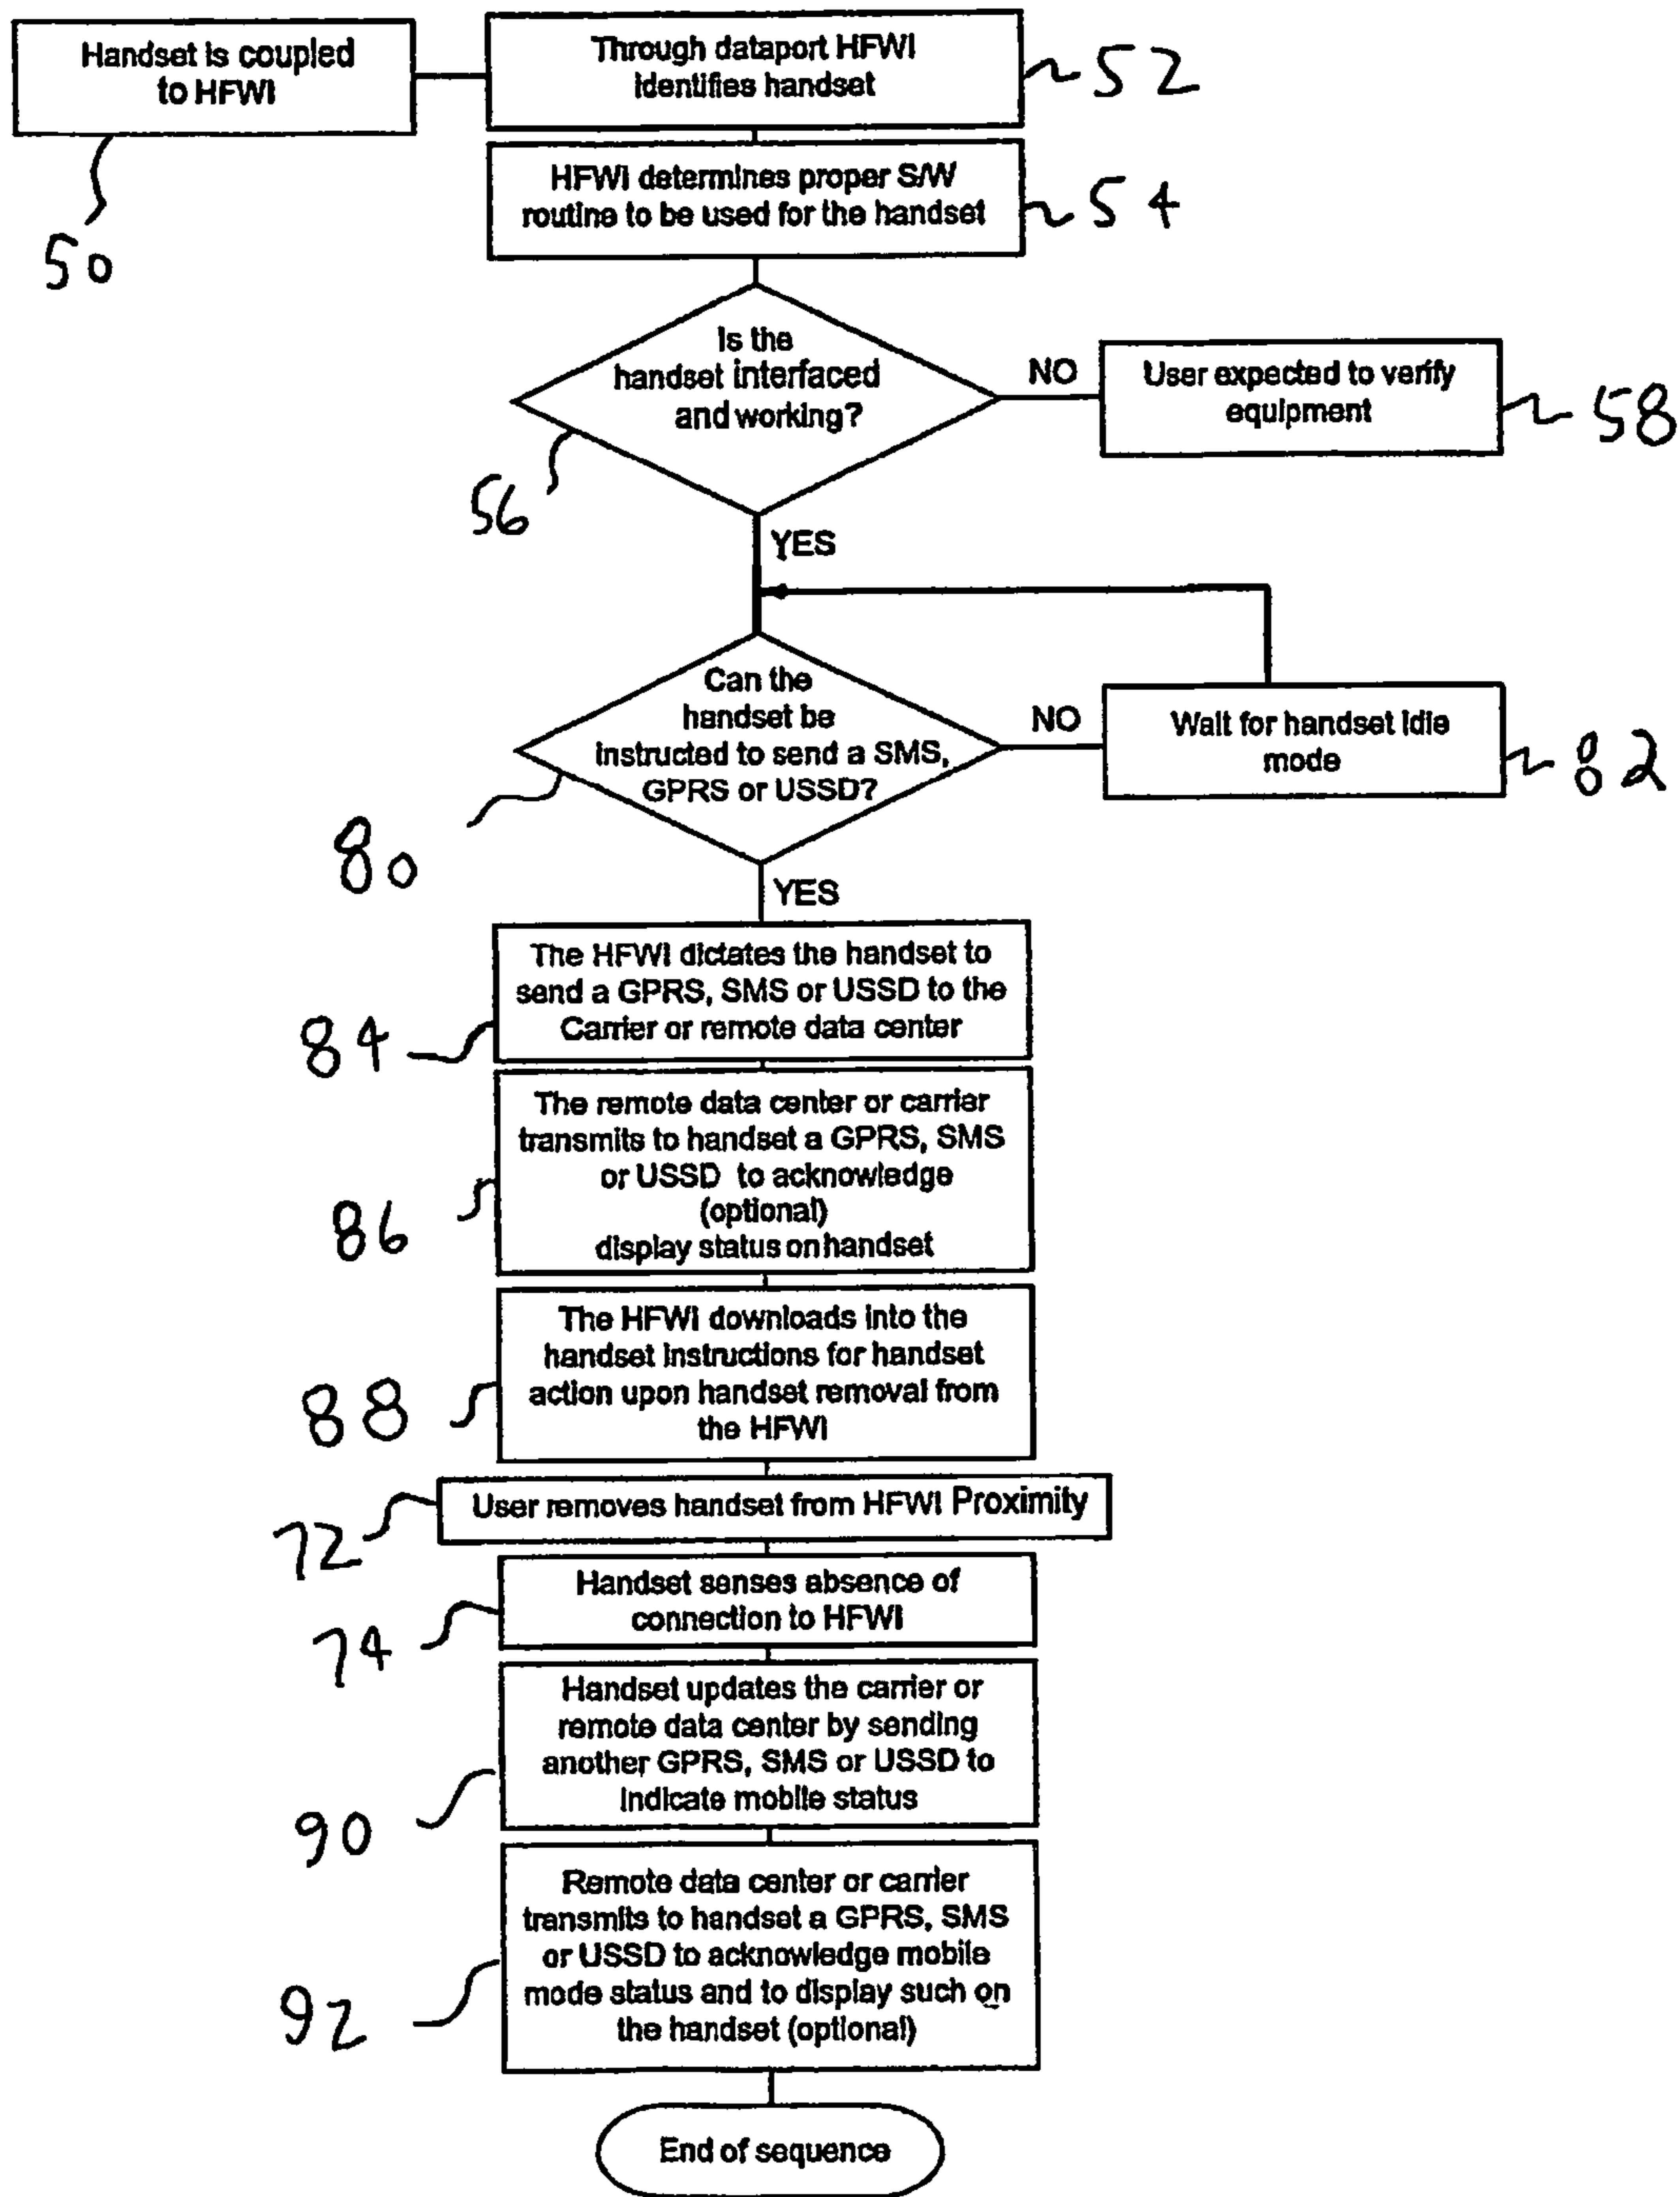 Handset is coupled
to HFWI
50
Through dataport HFWI
identifies handset
52
HFWI determines proper S/W
routine to be used for the handset
54
Is the
handset interfaced
and working?
56
NO
User expected to verify
equipment
58
YES
Can the
handset be
instructed to send a SMS,
GPRS or USSD?
80
NO
Wait for handset idle
mode
82
YES
The HFWI dictates the handset to
send a GPRS, SMS or USSD to the
Carrier or remote data center
84
The remote data center or carrier
transmits to handset a GPRS, SMS
or USSD to acknowledge
(optional)
display status on handset
86
The HFWI downloads into the
handset instructions for handset
action upon handset removal from
the HFWI
88
User removes handset from HFWI Proximity
72
Handset senses absence of
connection to HFWI
74
Handset updates the carrier or
remote data center by sending
another GPRS, SMS or USSD to
indicate mobile status
90
Remote data center or carrier
transmits to handset a GPRS, SMS
or USSD to acknowledge mobile
mode status and to display such on
the handset (optional)
92
End of sequence